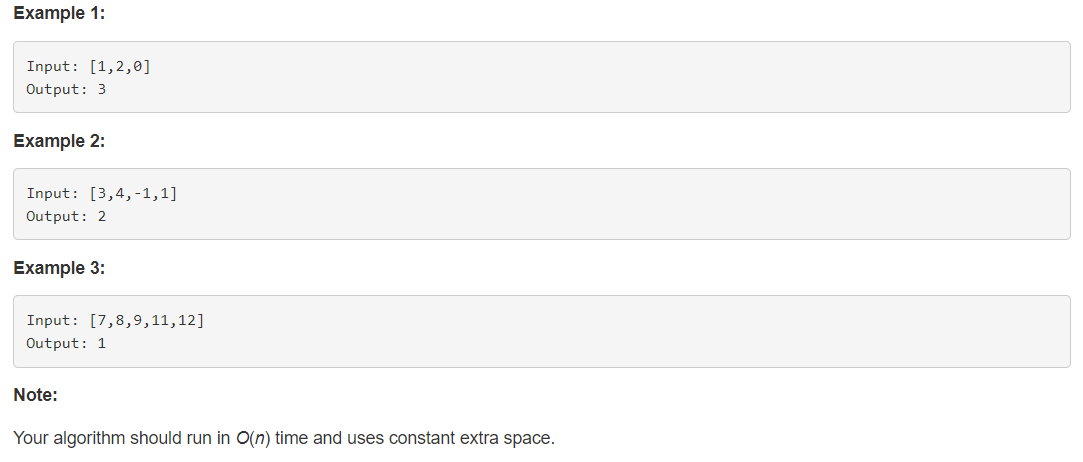 Example 1:
Input: [1,2,0]
Output: 3
Example 2:
Input: [3,4,-1,1]
Output: 2
Example 3:
Input: [7,8,9,11,12]
Output: 1
Note:
Your algorithm should run in O(n) time and uses constant extra space.